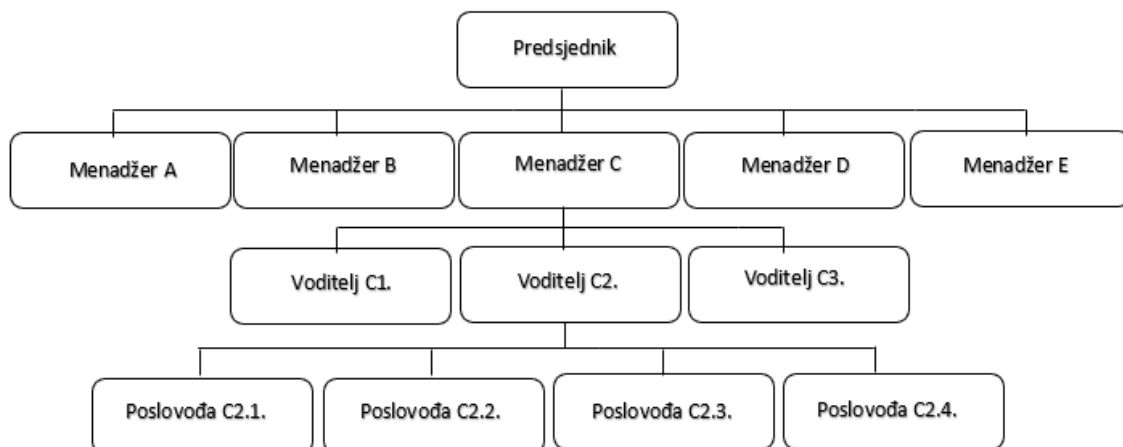 Predsjednik
Menadžer A
Menadžer B
Menadžer C
Menadžer D
Menadžer E
Voditelj C1.
Voditelj C2.
Voditelj C3.
Poslovođa C2.1.
Poslovođa C2.2.
Poslovođa C2.3.
Poslovođa C2.4.